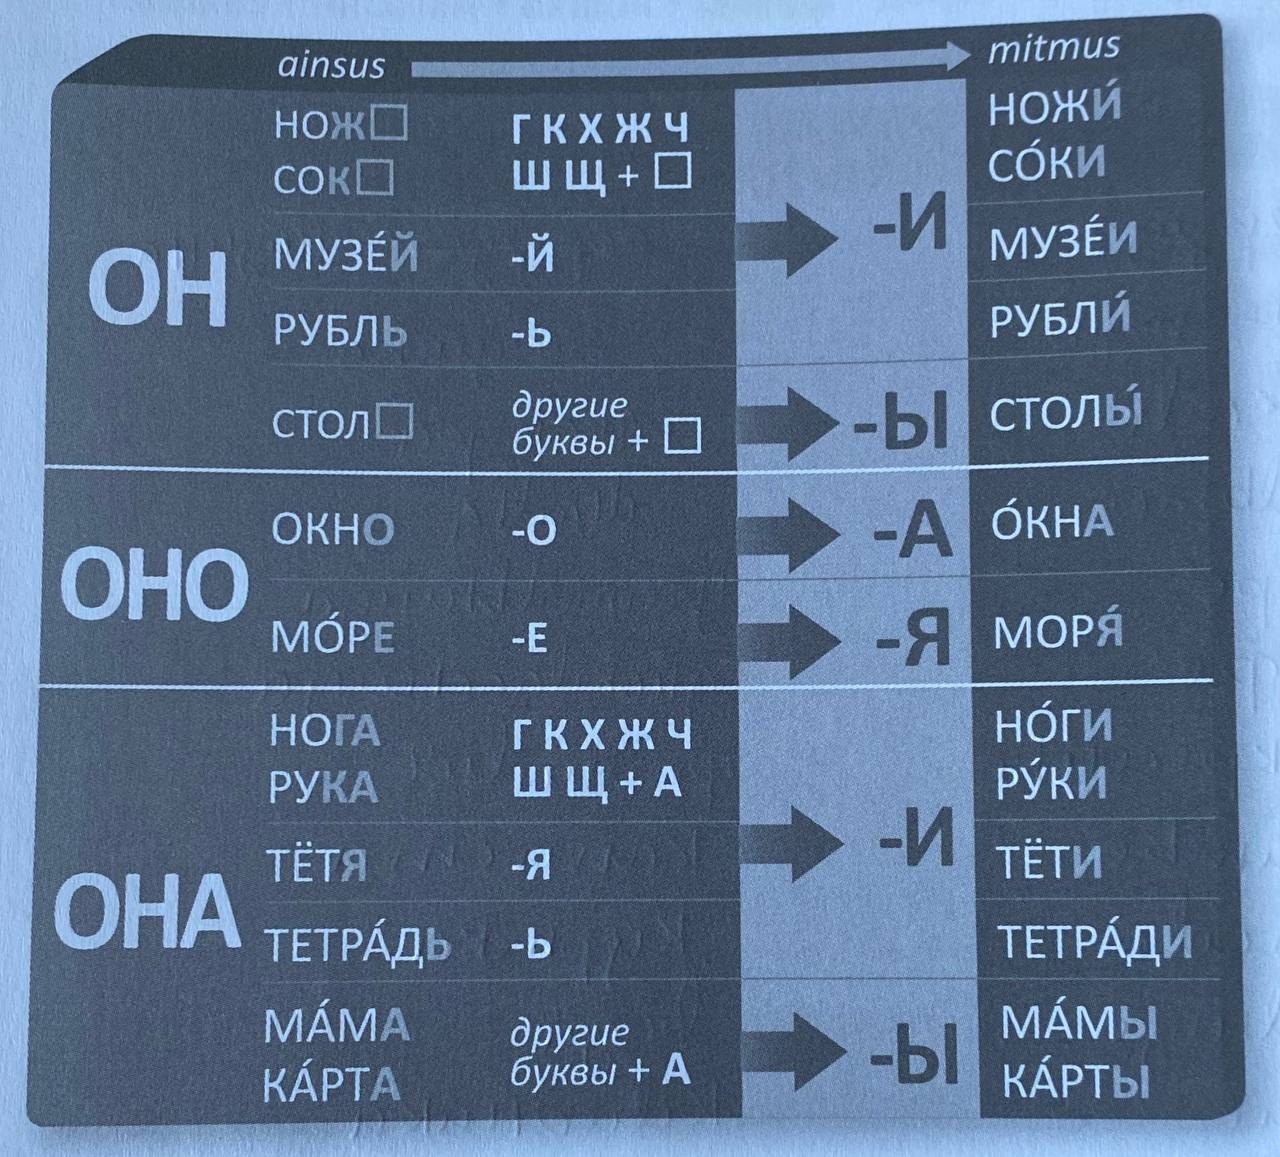 ainsus mitmus
НОЖ□ Г К Х Ж Ч НОЖИ́
СОК□ Ш Щ + □ СО́КИ
-И
МУЗЕ́Й -Й МУЗЕ́И
ОН
РУБЛЬ -Ь РУБЛИ́
СТОЛ□ другие
буквы + □ -Ы СТОЛЫ́
ОКНО -О -А О́КНА
ОНО
МО́РЕ -Е -Я МОРЯ́
НОГА Г К Х Ж Ч НО́ГИ
РУКА Ш Щ + А РУ́КИ
-И
ТЁТЯ -Я ТЁТИ
ОНА
ТЕТРА́ДЬ -Ь ТЕТРА́ДИ
МА́МА другие МА́МЫ
-Ы
КА́РТА буквы + А КА́РТЫ